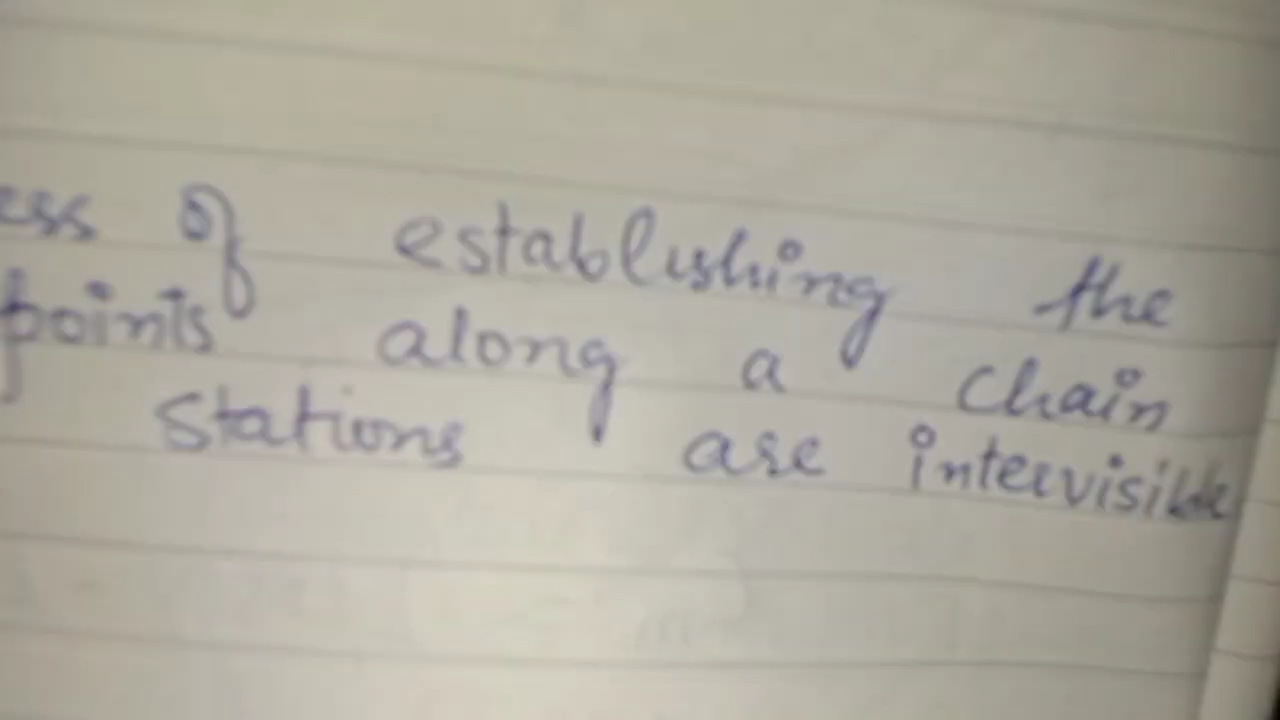 ess of establishing the
points along a chain
stations are intervisible